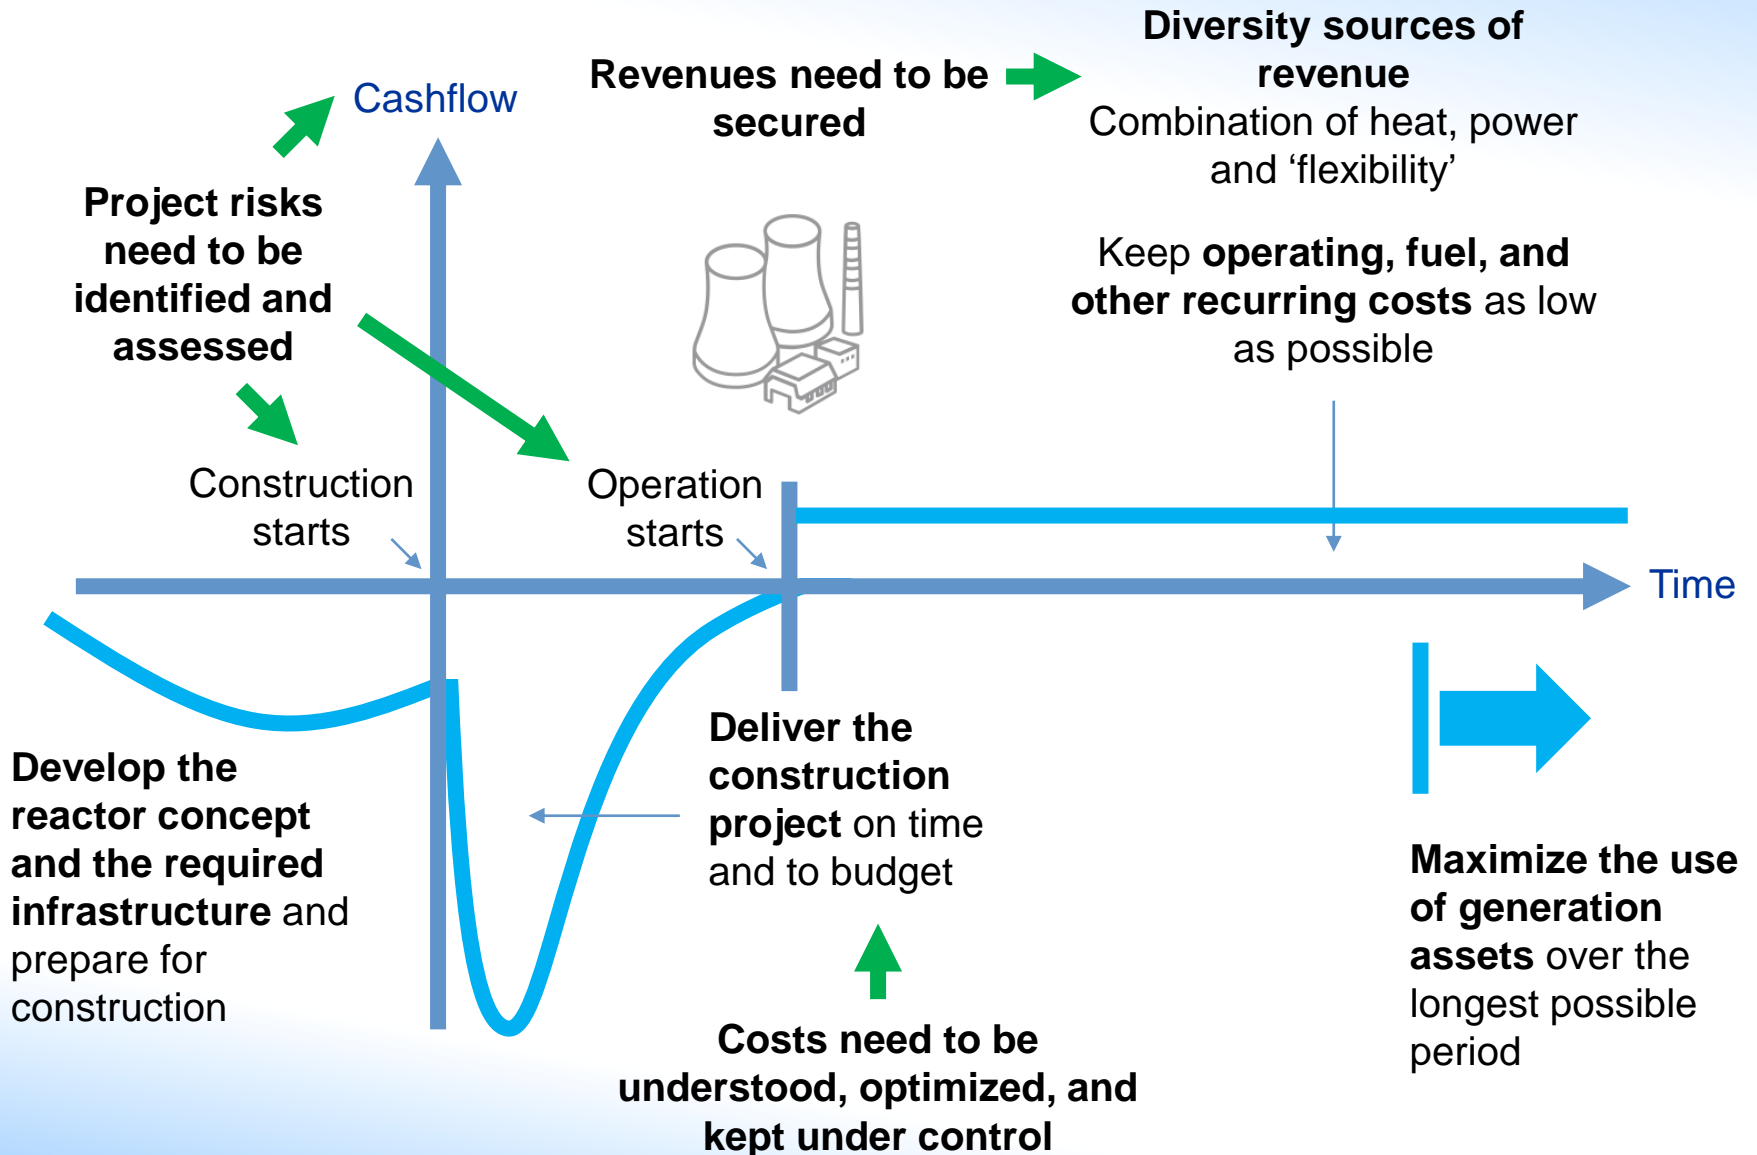 Diversity sources of
revenue
Combination of heat, power
and ‘flexibility’
Revenues need to be
secured
Cashflow
Project risks
need to be
identified and
assessed
Keep operating, fuel, and
other recurring costs as low
as possible
Construction
starts
Operation
starts
Time
Develop the
reactor concept
and the required
infrastructure and
prepare for
construction
Deliver the
construction
project on time
and to budget
Maximize the use
of generation
assets over the
longest possible
period
Costs need to be
understood, optimized, and
kept under control